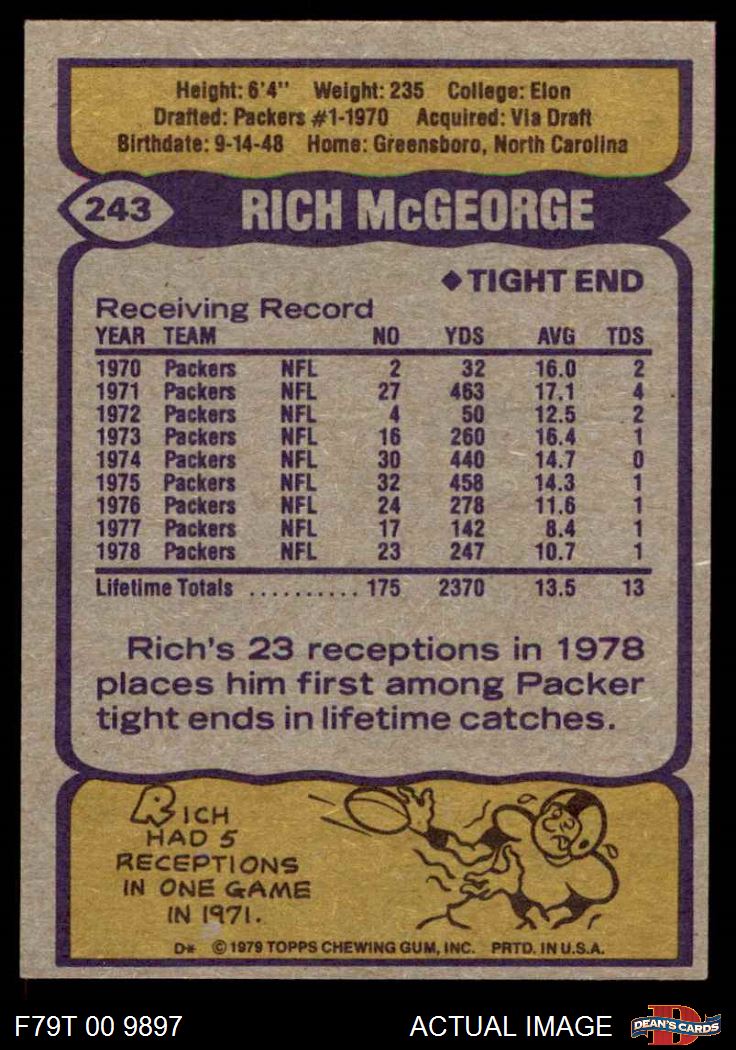 Height: 6'4" Weight: 235 College: Elon
Drafted: Packers #1-1970 Acquired: Via Draft
Birthdate: 9-14-48 Home: Greensboro, North Carolina
243 RICH McGEORGE
◆TIGHT END
Receiving Record
YEAR TEAM NO YDS AVG TDS
1970 Packers NFL 2 32 16.0 2
1971 Packers NFL 27 463 17.1 4
1972 Packers NFL 4 50 12.5 2
1973 Packers NFL 16 260 16.4 1
1974 Packers NFL 30 440 14.7 0
1975 Packers NFL 32 458 14.3 1
1976 Packers NFL 24 278 11.6 1
1977 Packers NFL 17 142 8.4 1
1978 Packers NFL 23 247 10.7 1
Lifetime Totals .......... 175 2370 13.5 13
Rich's 23 receptions in 1978
places him first among Packer
tight ends in lifetime catches.
RICH
HAD 5
RECEPTIONS
IN ONE GAME
IN 1971.
D* © 1979 TOPPS CHEWING GUM, INC. PRTD. IN U.S.A.
F79T 00 9897 ACTUAL IMAGE DEAN'S CARDS